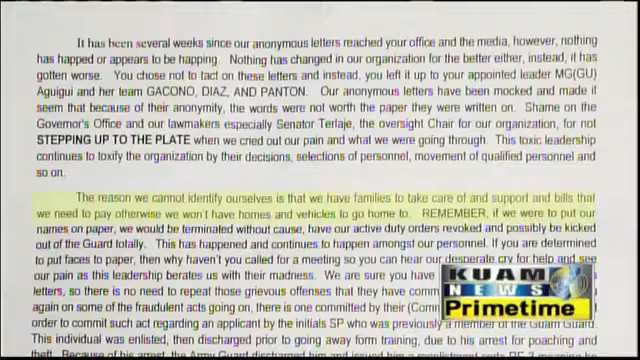 It has been several weeks since our anonymous letters reached your office and the media, however, nothing
has happed or appears to be happing. Nothing has changed in our organization for the better either, instead, it has
gotten worse. You chose not to tact on these letters and instead, you left it up to your appointed leader MG(GU)
Aguigui and her team GACONO, DIAZ, AND PANTON. Our anonymous letters have been mocked and made it
seem that because of their anonymity, the words were not worth the paper they were written on. Shame on the
Governor's Office and our lawmakers especially Senator Terlaje, the oversight Chair for our organization, for not
STEPPING UP TO THE PLATE when we cried out our pain and what we were going through. This toxic leadership
continues to toxify the organization by their decisions, selections of personnel, movement of qualified personnel and
so on.
The reason we cannot identify ourselves is that we have families to take care of and support and bills that
we need to pay otherwise we won't have homes and vehicles to go home to. REMEMBER, if we were to put our
names on paper, we would be terminated without cause, have our active duty orders revoked and possibly be kicked
out of the Guard totally. This has happened and continues to happen amongst our personnel. If you are determined
to put faces to paper, then why haven't you called for a meeting so you can hear our desperate cry for help and see
our pain as this leadership berates us with their madness. We are sure you have
letters, so there is no need to repeat those grievous offenses that they have
again on some of the fraudulent acts going on, there is one committed by their
order to commit such act regarding an applicant by the initials SP who was previously a member of the Guam Guard.
This individual was enlisted, then discharged prior to going away form training, due to his arrest for poaching and
theft. Because of his arrest, the Army Guard discharged him and issued him a
KUAM
NEWS
Primetime